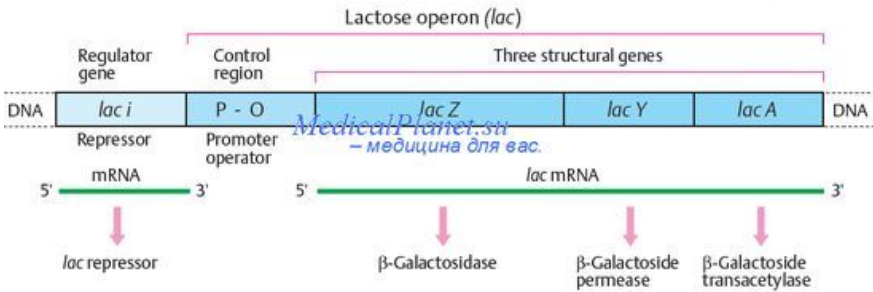 Lactose operon (lac)
Regulator gene
Control region
Three structural genes
DNA
lac i
P - O
lac Z
lac Y
lac A
DNA
MedicalPlanet.su
– медицина для вас.
Repressor
Promoter operator
mRNA
lac mRNA
5'
3'
5'
3'
lac repressor
β-Galactosidase
β-Galactoside permease
β-Galactoside transacetylase